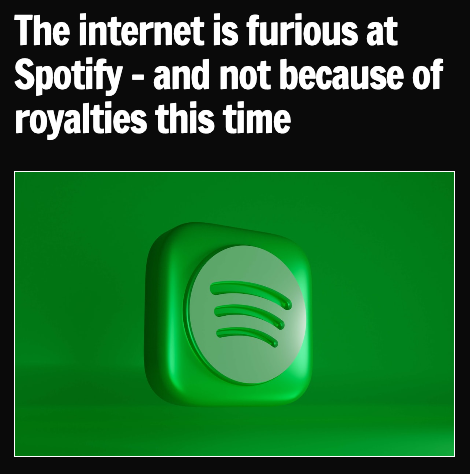 The internet is furious at
Spotify – and not because of
royalties this time